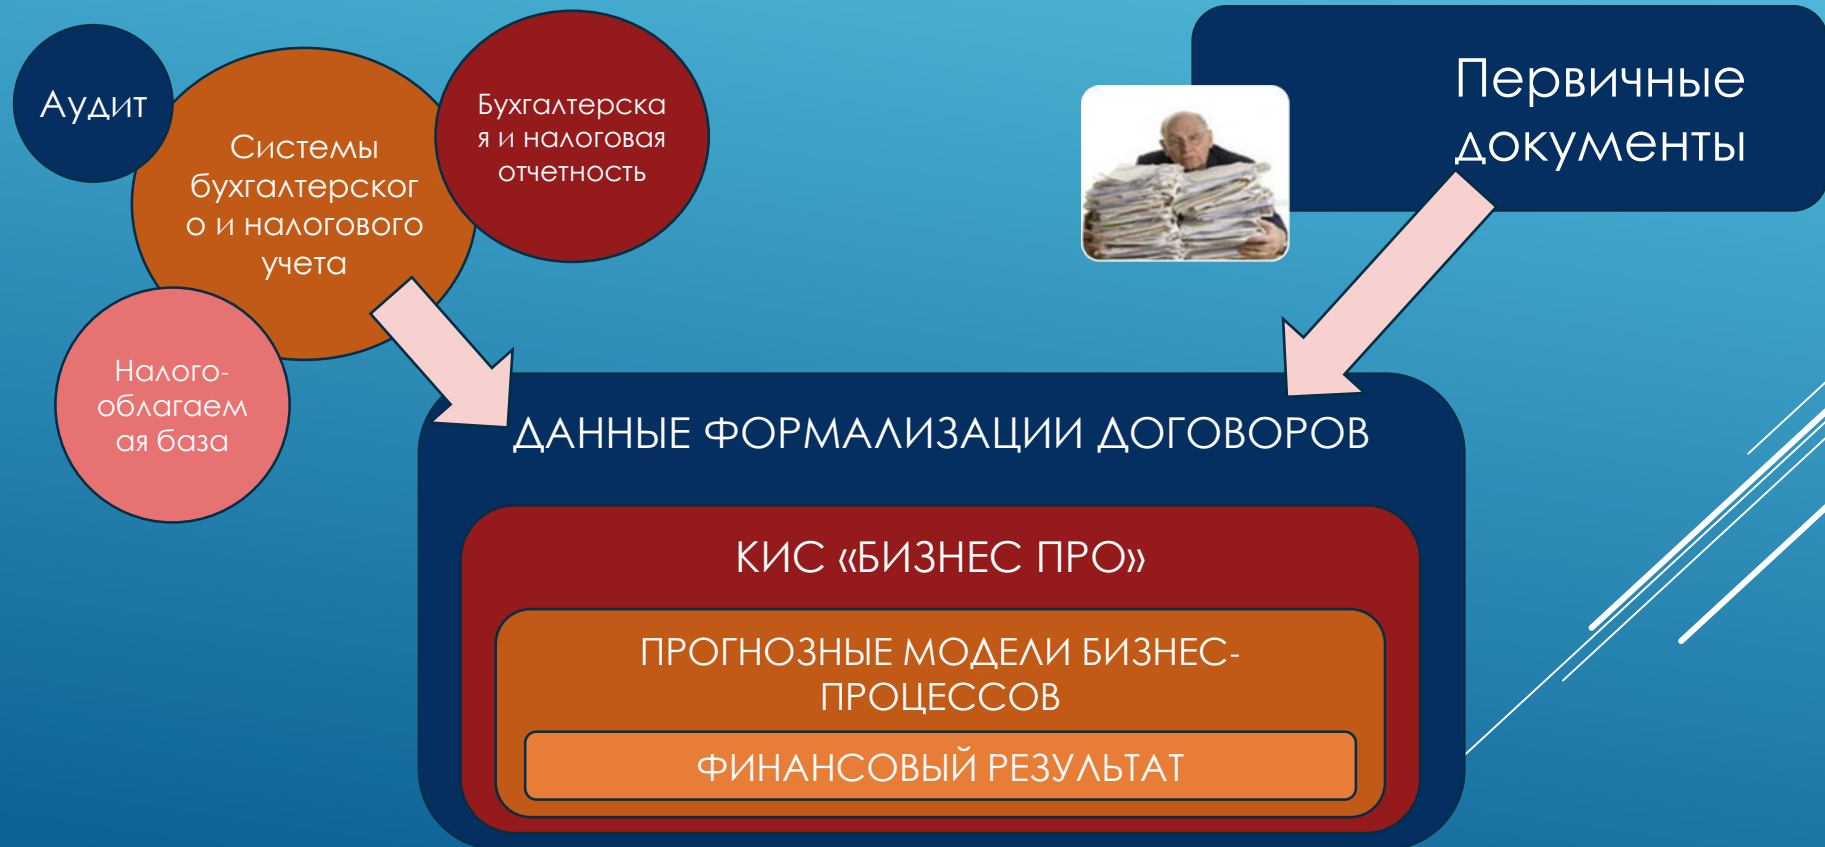 Аудит
Системы
бухгалтерског
о и налогового
учета
Бухгалтерска
я и налоговая
отчетность
Налого-
облагаем
ая база
Первичные
документы
ДАННЫЕ ФОРМАЛИЗАЦИИ ДОГОВОРОВ
КИС «БИЗНЕС ПРО»
ПРОГНОЗНЫЕ МОДЕЛИ БИЗНЕС-
ПРОЦЕССОВ
ФИНАНСОВЫЙ РЕЗУЛЬТАТ